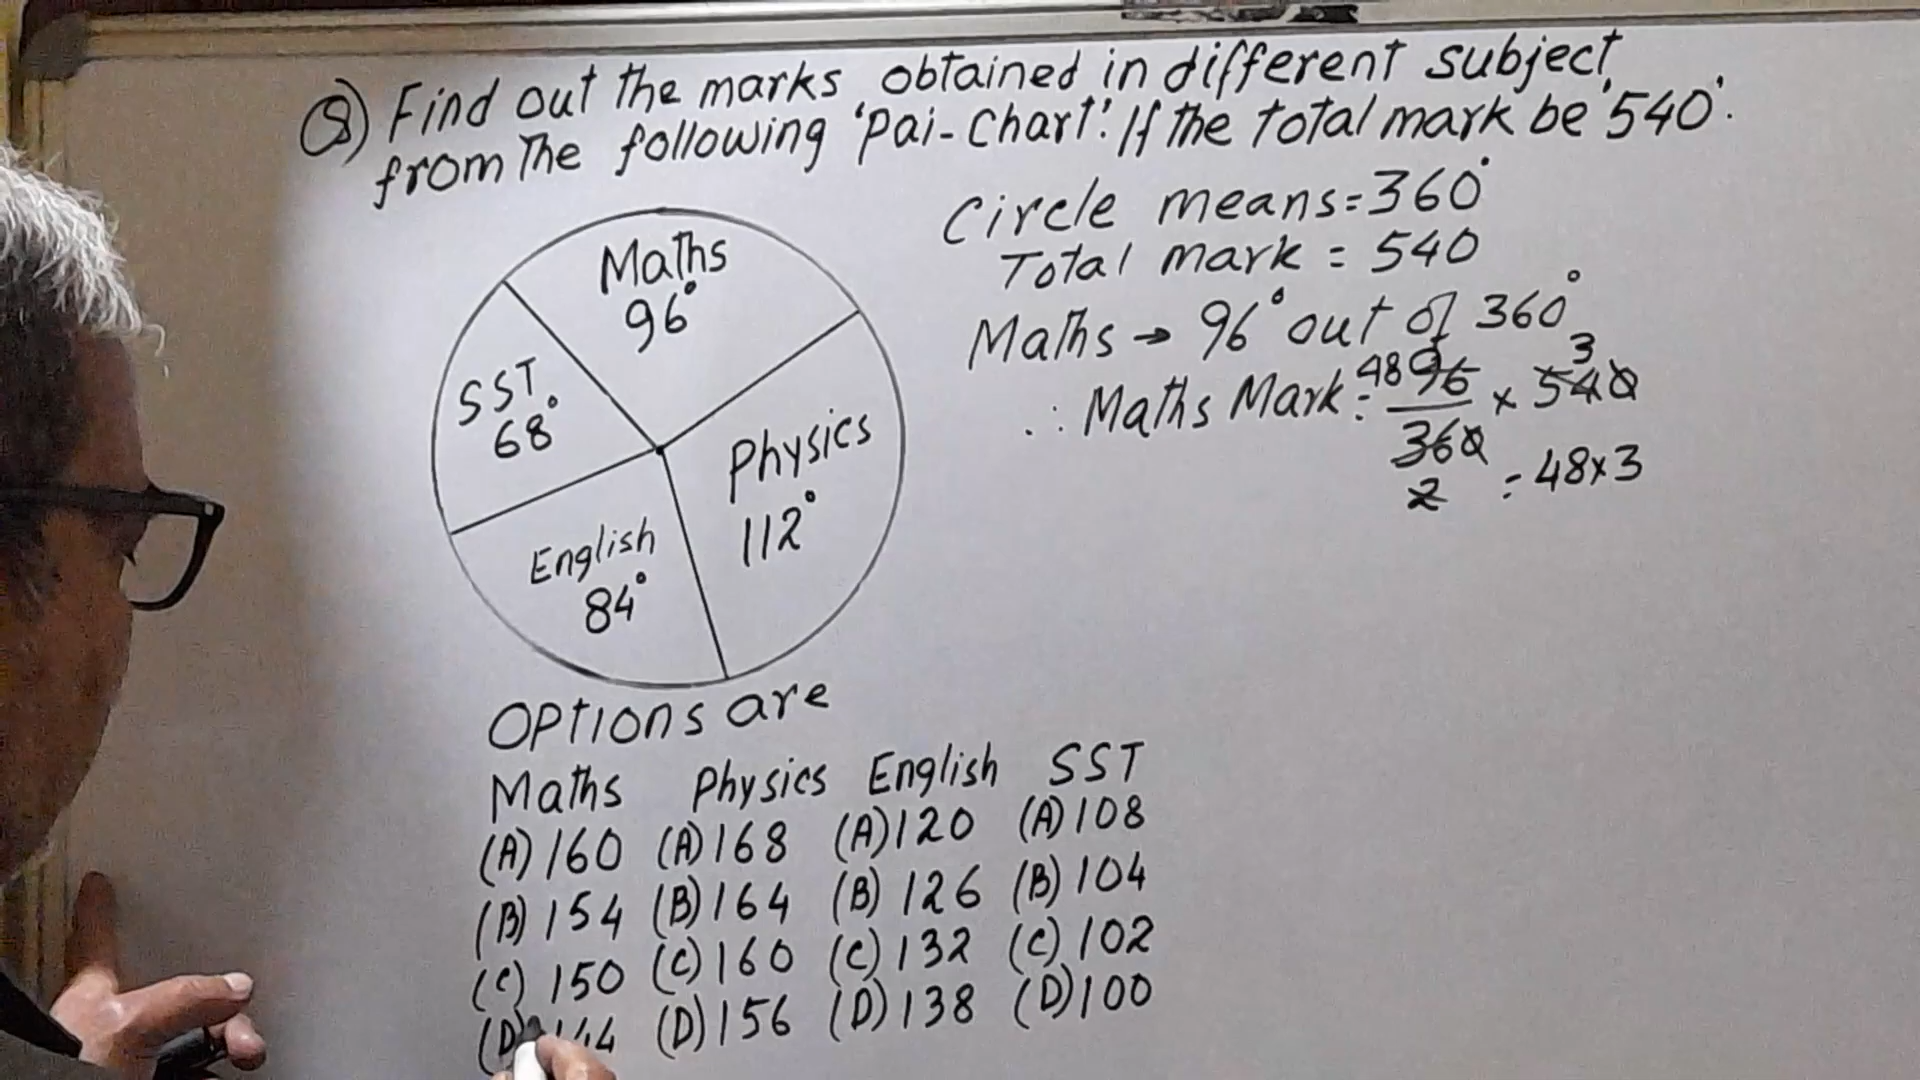 Q) Find out the marks obtained in different subject
from the following 'Pai-Chart'. If the total mark be '540'.
Maths
96°
SST
68°
Physics
112°
English
84°
Circle means=360°
Total mark = 540
Maths → 96° out of 360°
∴ Maths Mark = 96/360 × 540
48
3
2
= 48×3
Options are
Maths Physics English SST
(A) 160 (A) 168 (A) 120 (A) 108
(B) 154 (B) 164 (B) 126 (B) 104
(C) 150 (C) 160 (C) 132 (C) 102
(D) 144 (D) 156 (D) 138 (D) 100